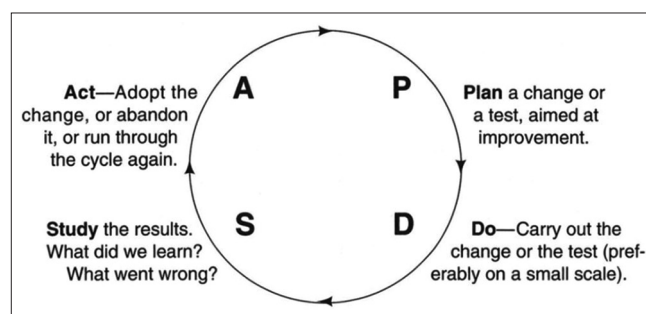 A
P
Act—Adopt the
change, or abandon
it, or run through
the cycle again.
Plan a change or
a test, aimed at
improvement.
S
D
Study the results.
What did we learn?
What went wrong?
Do—Carry out the
change or the test (pref-
erably on a small scale).